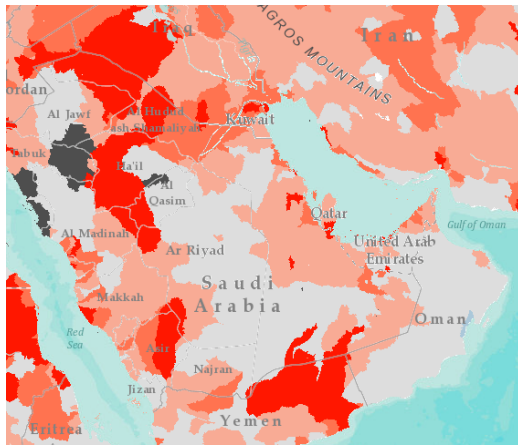 Iraq
Iran
ZAGROS MOUNTAINS
Jordan
Al Jawf
Al Hudud
ash Shamaliyah
Kuwait
Tabuk
Ha'il
Al
Qasim
Qatar
Gulf of Oman
Al Madinah
Ar Riyad
United Arab
Emirates
Saudi
Arabia
Makkah
Oman
Red
Sea
Asir
Najran
Jizan
Yemen
Eritrea